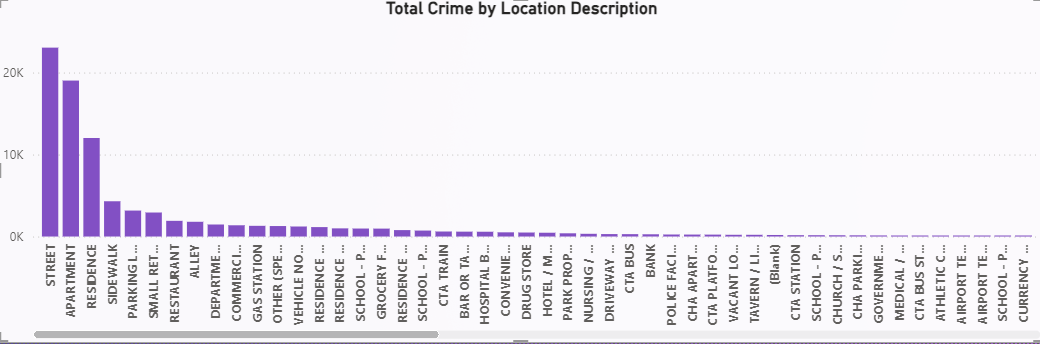 Total Crime by Location Description
20K
10K
0K
STREET
APARTMENT
RESIDENCE
SIDEWALK
PARKING L...
SMALL RET...
RESTAURANT
ALLEY
DEPARTME...
COMMERCI...
GAS STATION
OTHER (SPE...
VEHICLE NO...
RESIDENCE ...
RESIDENCE ...
SCHOOL - P...
GROCERY F...
RESIDENCE ...
SCHOOL - P...
CTA TRAIN
BAR OR TA...
HOSPITAL B...
CONVENIE...
DRUG STORE
HOTEL / M...
PARK PROP...
NURSING / ...
DRIVEWAY ...
CTA BUS
BANK
POLICE FACI...
CHA APART...
CTA PLATFO...
VACANT LO...
TAVERN / LI...
(Blank)
CTA STATION
SCHOOL - P...
CHURCH / S...
CHA PARKI...
GOVERNME...
MEDICAL / ...
CTA BUS ST...
ATHLETIC C...
AIRPORT TE...
AIRPORT TE...
SCHOOL - P...
CURRENCY ...